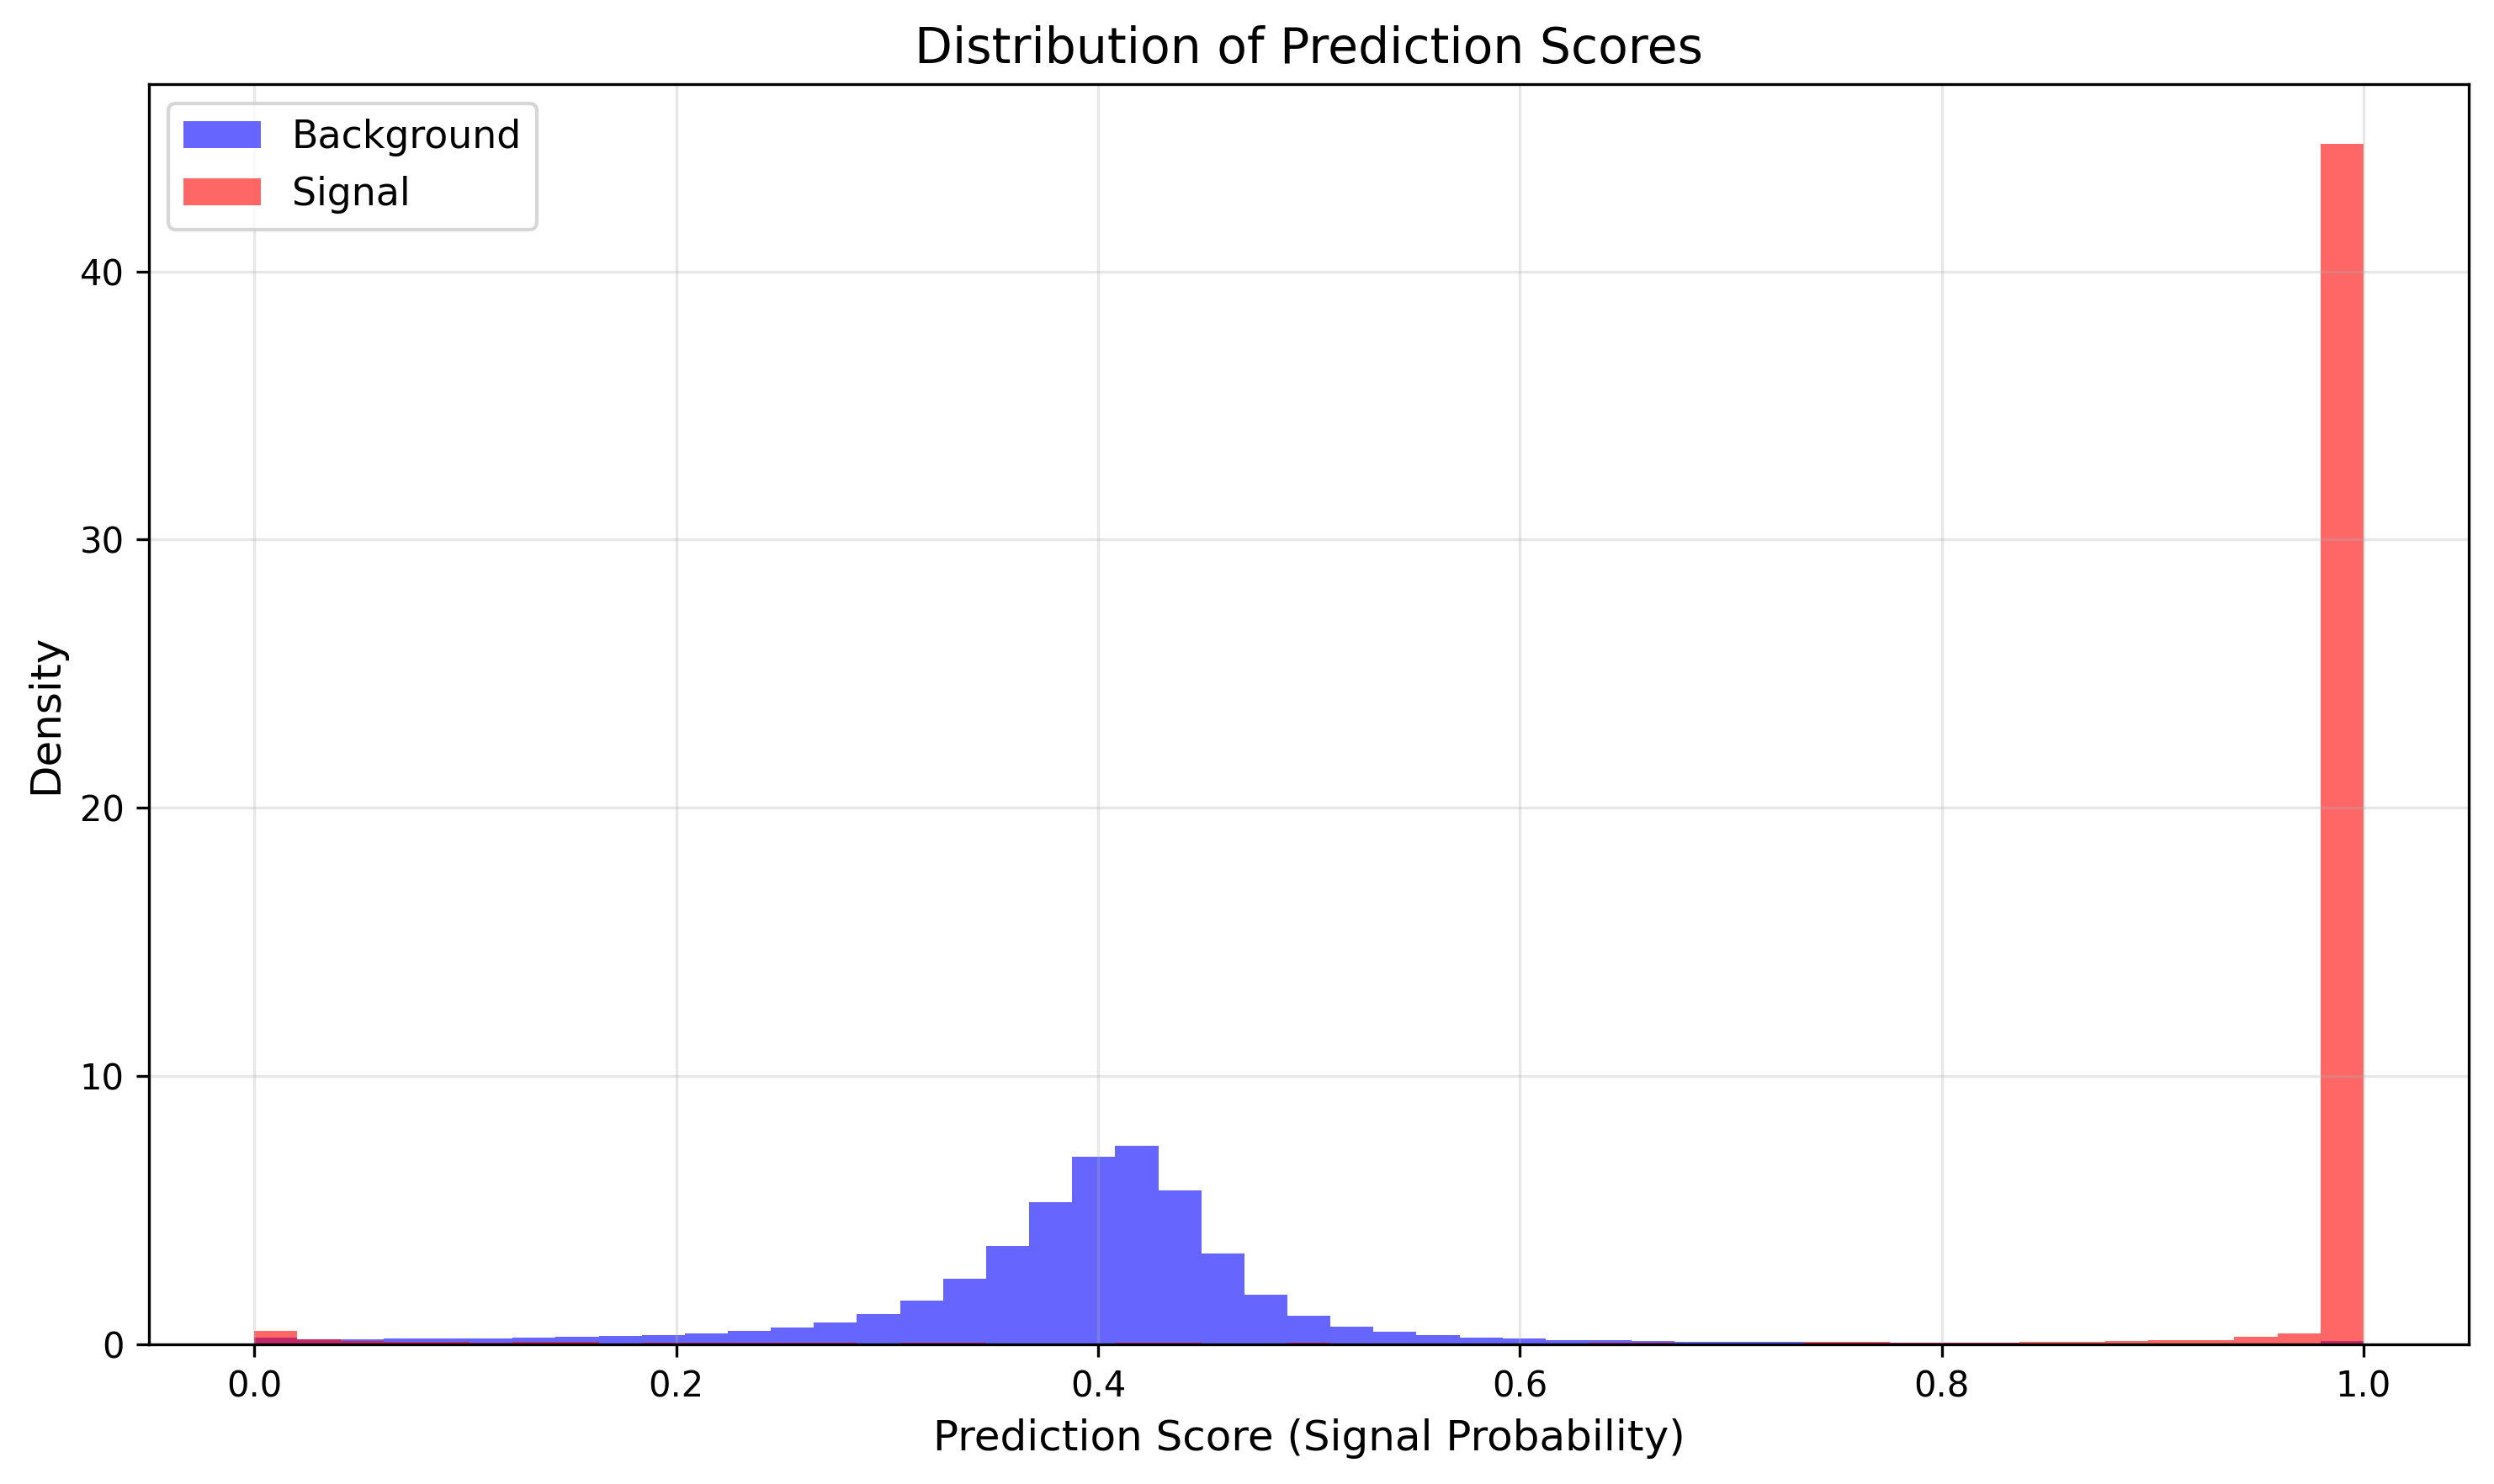 Distribution of Prediction Scores
Background
Signal
40
30
20
10
0
Density
0.0 0.2 0.4 0.6 0.8 1.0
Prediction Score (Signal Probability)